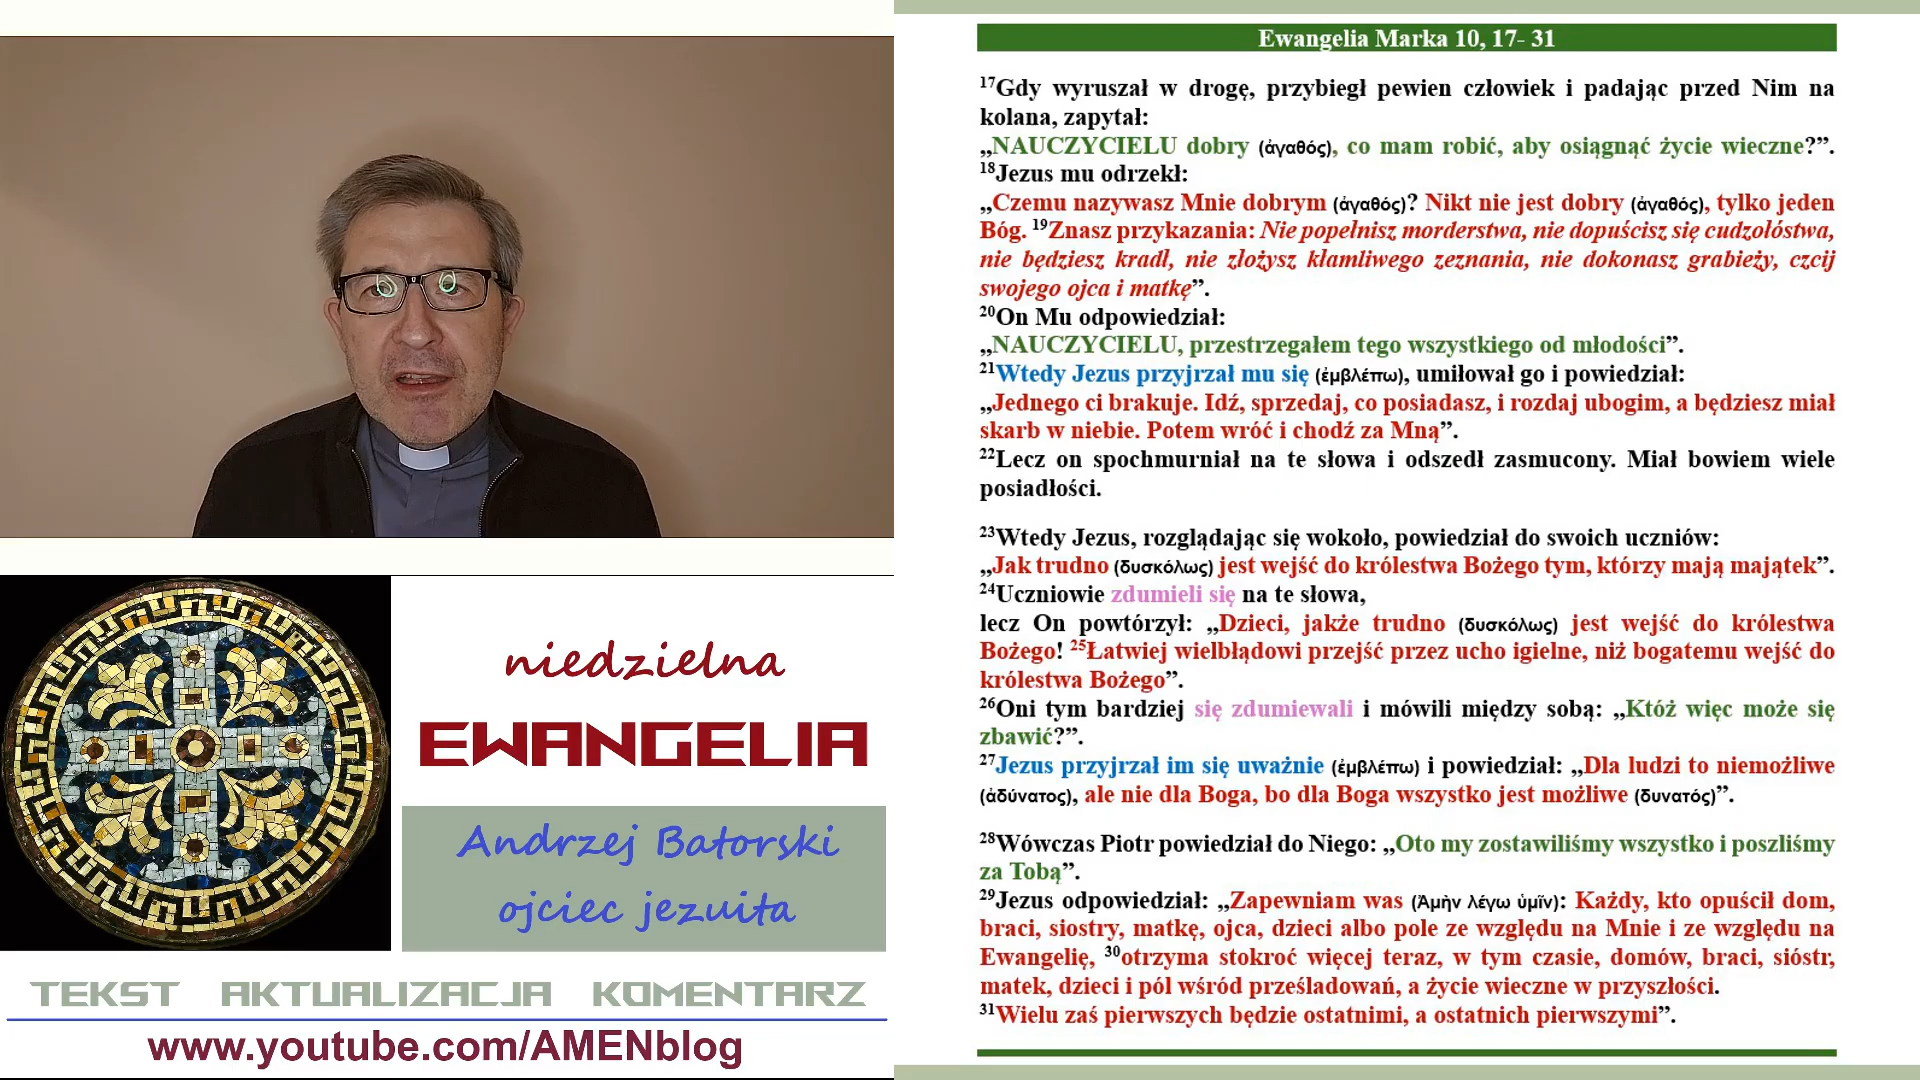 Ewangelia Marka 10, 17- 31
¹⁷Gdy wyruszał w drogę, przybiegł pewien człowiek i padając przed Nim na
kolana, zapytał:
„NAUCZYCIELU dobry (ἀγαθός), co mam robić, aby osiągnąć życie wieczne?”.
¹⁸Jezus mu odrzekł:
„Czemu nazywasz Mnie dobrym (ἀγαθός)? Nikt nie jest dobry (ἀγαθός), tylko jeden
Bóg. ¹⁹Znasz przykazania: Nie popełnisz morderstwa, nie dopuścisz się cudzołóstwa,
nie będziesz kradł, nie złożysz kłamliwego zeznania, nie dokonasz grabieży, czcij
swojego ojca i matkę”.
²⁰On Mu odpowiedział:
„NAUCZYCIELU, przestrzegałem tego wszystkiego od młodości”.
²¹Wtedy Jezus przyjrzał mu się (ἐμβλέπω), umiłował go i powiedział:
„Jednego ci brakuje. Idź, sprzedaj, co posiadasz, i rozdaj ubogim, a będziesz miał
skarb w niebie. Potem wróć i chodź za Mną”.
²²Lecz on spochmurniał na te słowa i odszedł zasmucony. Miał bowiem wiele
posiadłości.
²³Wtedy Jezus, rozglądając się wokoło, powiedział do swoich uczniów:
„Jak trudno (δυσκόλως) jest wejść do królestwa Bożego tym, którzy mają majątek”.
²⁴Uczniowie zdumieli się na te słowa,
lecz On powtórzył: „Dzieci, jakże trudno (δυσκόλως) jest wejść do królestwa
Bożego! ²⁵Łatwiej wielbłądowi przejść przez ucho igielne, niż bogatemu wejść do
królestwa Bożego”.
²⁶Oni tym bardziej się zdumiewali i mówili między sobą: „Któż więc może się
zbawić?”.
²⁷Jezus przyjrzał im się uważnie (ἐμβλέπω) i powiedział: „Dla ludzi to niemożliwe
(ἀδύνατος), ale nie dla Boga, bo dla Boga wszystko jest możliwe (δυνατός)”.
²⁸Wówczas Piotr powiedział do Niego: „Oto my zostawiliśmy wszystko i poszliśmy
za Tobą”.
²⁹Jezus odpowiedział: „Zapewniam was (Ἀμὴν λέγω ὑμῖν): Każdy, kto opuścił dom,
braci, siostry, matkę, ojca, dzieci albo pole ze względu na Mnie i ze względu na
Ewangelię, ³⁰otrzyma stokroć więcej teraz, w tym czasie, domów, braci, sióstr,
matek, dzieci i pól wśród prześladowań, a życie wieczne w przyszłości.
³¹Wielu zaś pierwszych będzie ostatnimi, a ostatnich pierwszymi”.
niedzielna
EWANGELIA
Andrzej Batorski
ojciec jezuita
TEKST AKTUALIZACJA KOMENTARZ
www.youtube.com/AMENblog